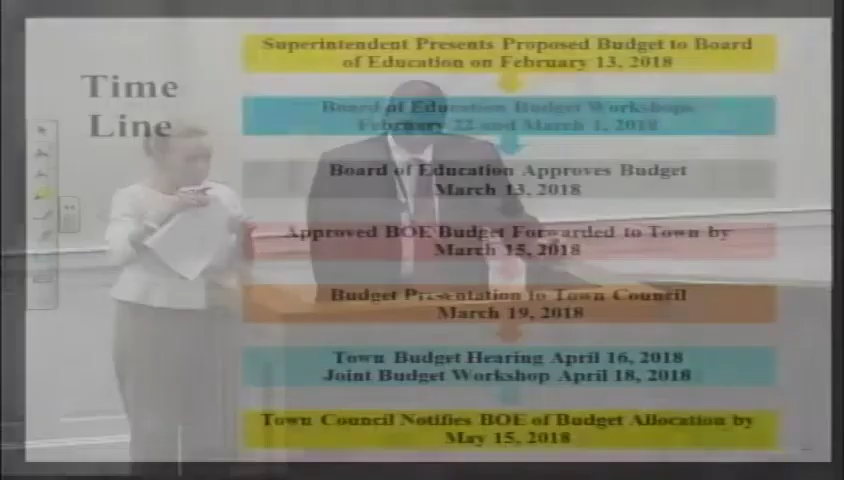 Time
Line
Superintendent Presents Proposed Budget to Board
of Education on February 13, 2018
Board of Education Budget Workshops
February 22 and March 1, 2018
Board of Education Approves Budget
March 13, 2018
Approved BOE Budget Forwarded to Town by
March 15, 2018
Budget Presentation to Town Council
March 19, 2018
Town Budget Hearing April 16, 2018
Joint Budget Workshop April 18, 2018
Town Council Notifies BOE of Budget Allocation by
May 15, 2018